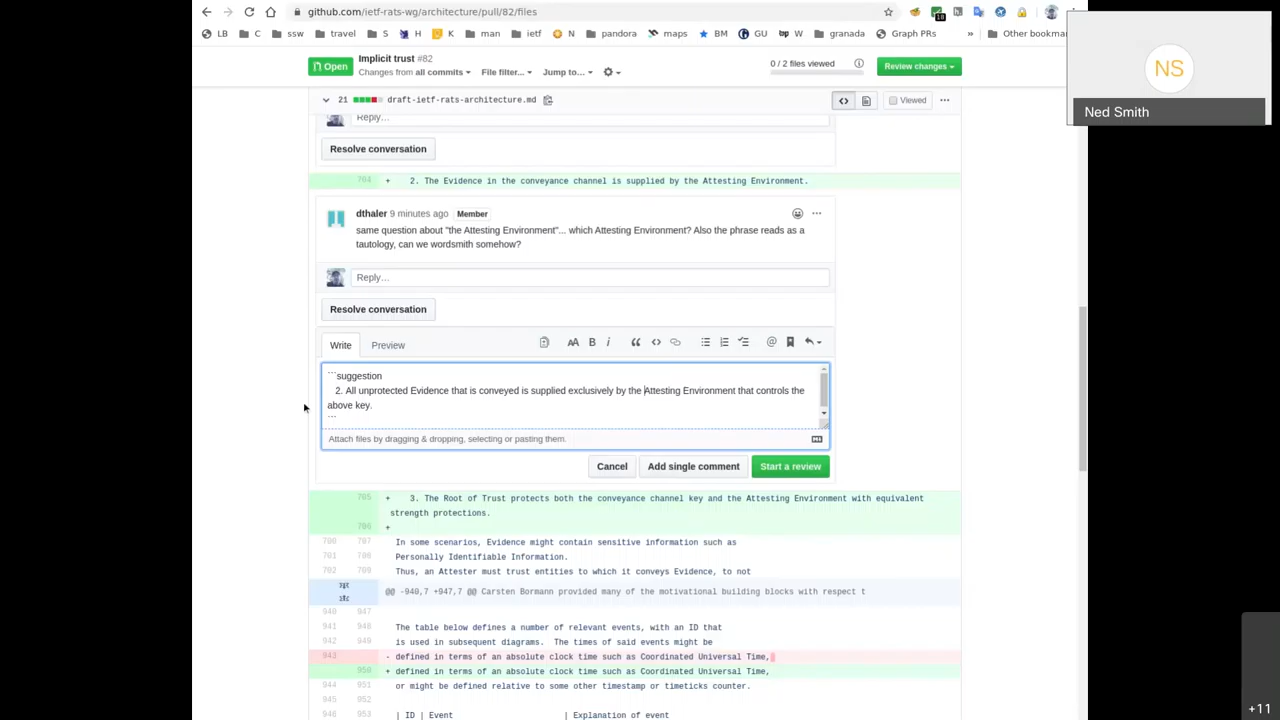 github.com/ietf-rats-wg/architecture/pull/82/files
18
LB C ssw travel S H K man ietf N pandora maps BM GU Wp granada Graph PRs » Other bookmar
Open
Implicit trust #82
Changes from all commits File filter... Jump to...
0 / 2 files viewed
Review changes
21 draft-ietf-rats-architecture.md
Viewed
Reply...
Resolve conversation
704 + 2. The Evidence in the conveyance channel is supplied by the Attesting Environment.
dthaler 9 minutes ago Member
same question about "the Attesting Environment"... which Attesting Environment? Also the phrase reads as a
tautology, can we wordsmith somehow?
Reply...
Resolve conversation
Write Preview
```suggestion
2. All unprotected Evidence that is conveyed is supplied exclusively by the Attesting Environment that controls the
above key.
```
Attach files by dragging & dropping, selecting or pasting them.
Cancel Add single comment Start a review
705 + 3. The Root of Trust protects both the conveyance channel key and the Attesting Environment with equivalent
strength protections.
706 +
700 707 In some scenarios, Evidence might contain sensitive information such as
701 708 Personally Identifiable Information.
702 709 Thus, an Attester must trust entities to which it conveys Evidence, to not
@@ -940,7 +947,7 @@ Carsten Bormann provided many of the motivational building blocks with respect t
940 947
941 948 The table below defines a number of relevant events, with an ID that
942 949 is used in subsequent diagrams. The times of said events might be
943 - defined in terms of an absolute clock time such as Coordinated Universal Time,
950 + defined in terms of an absolute clock time such as Coordinated Universal Time,
944 951 or might be defined relative to some other timestamp or timeticks counter.
945 952
946 953 | ID | Event | Explanation of event
NS
Ned Smith
+11